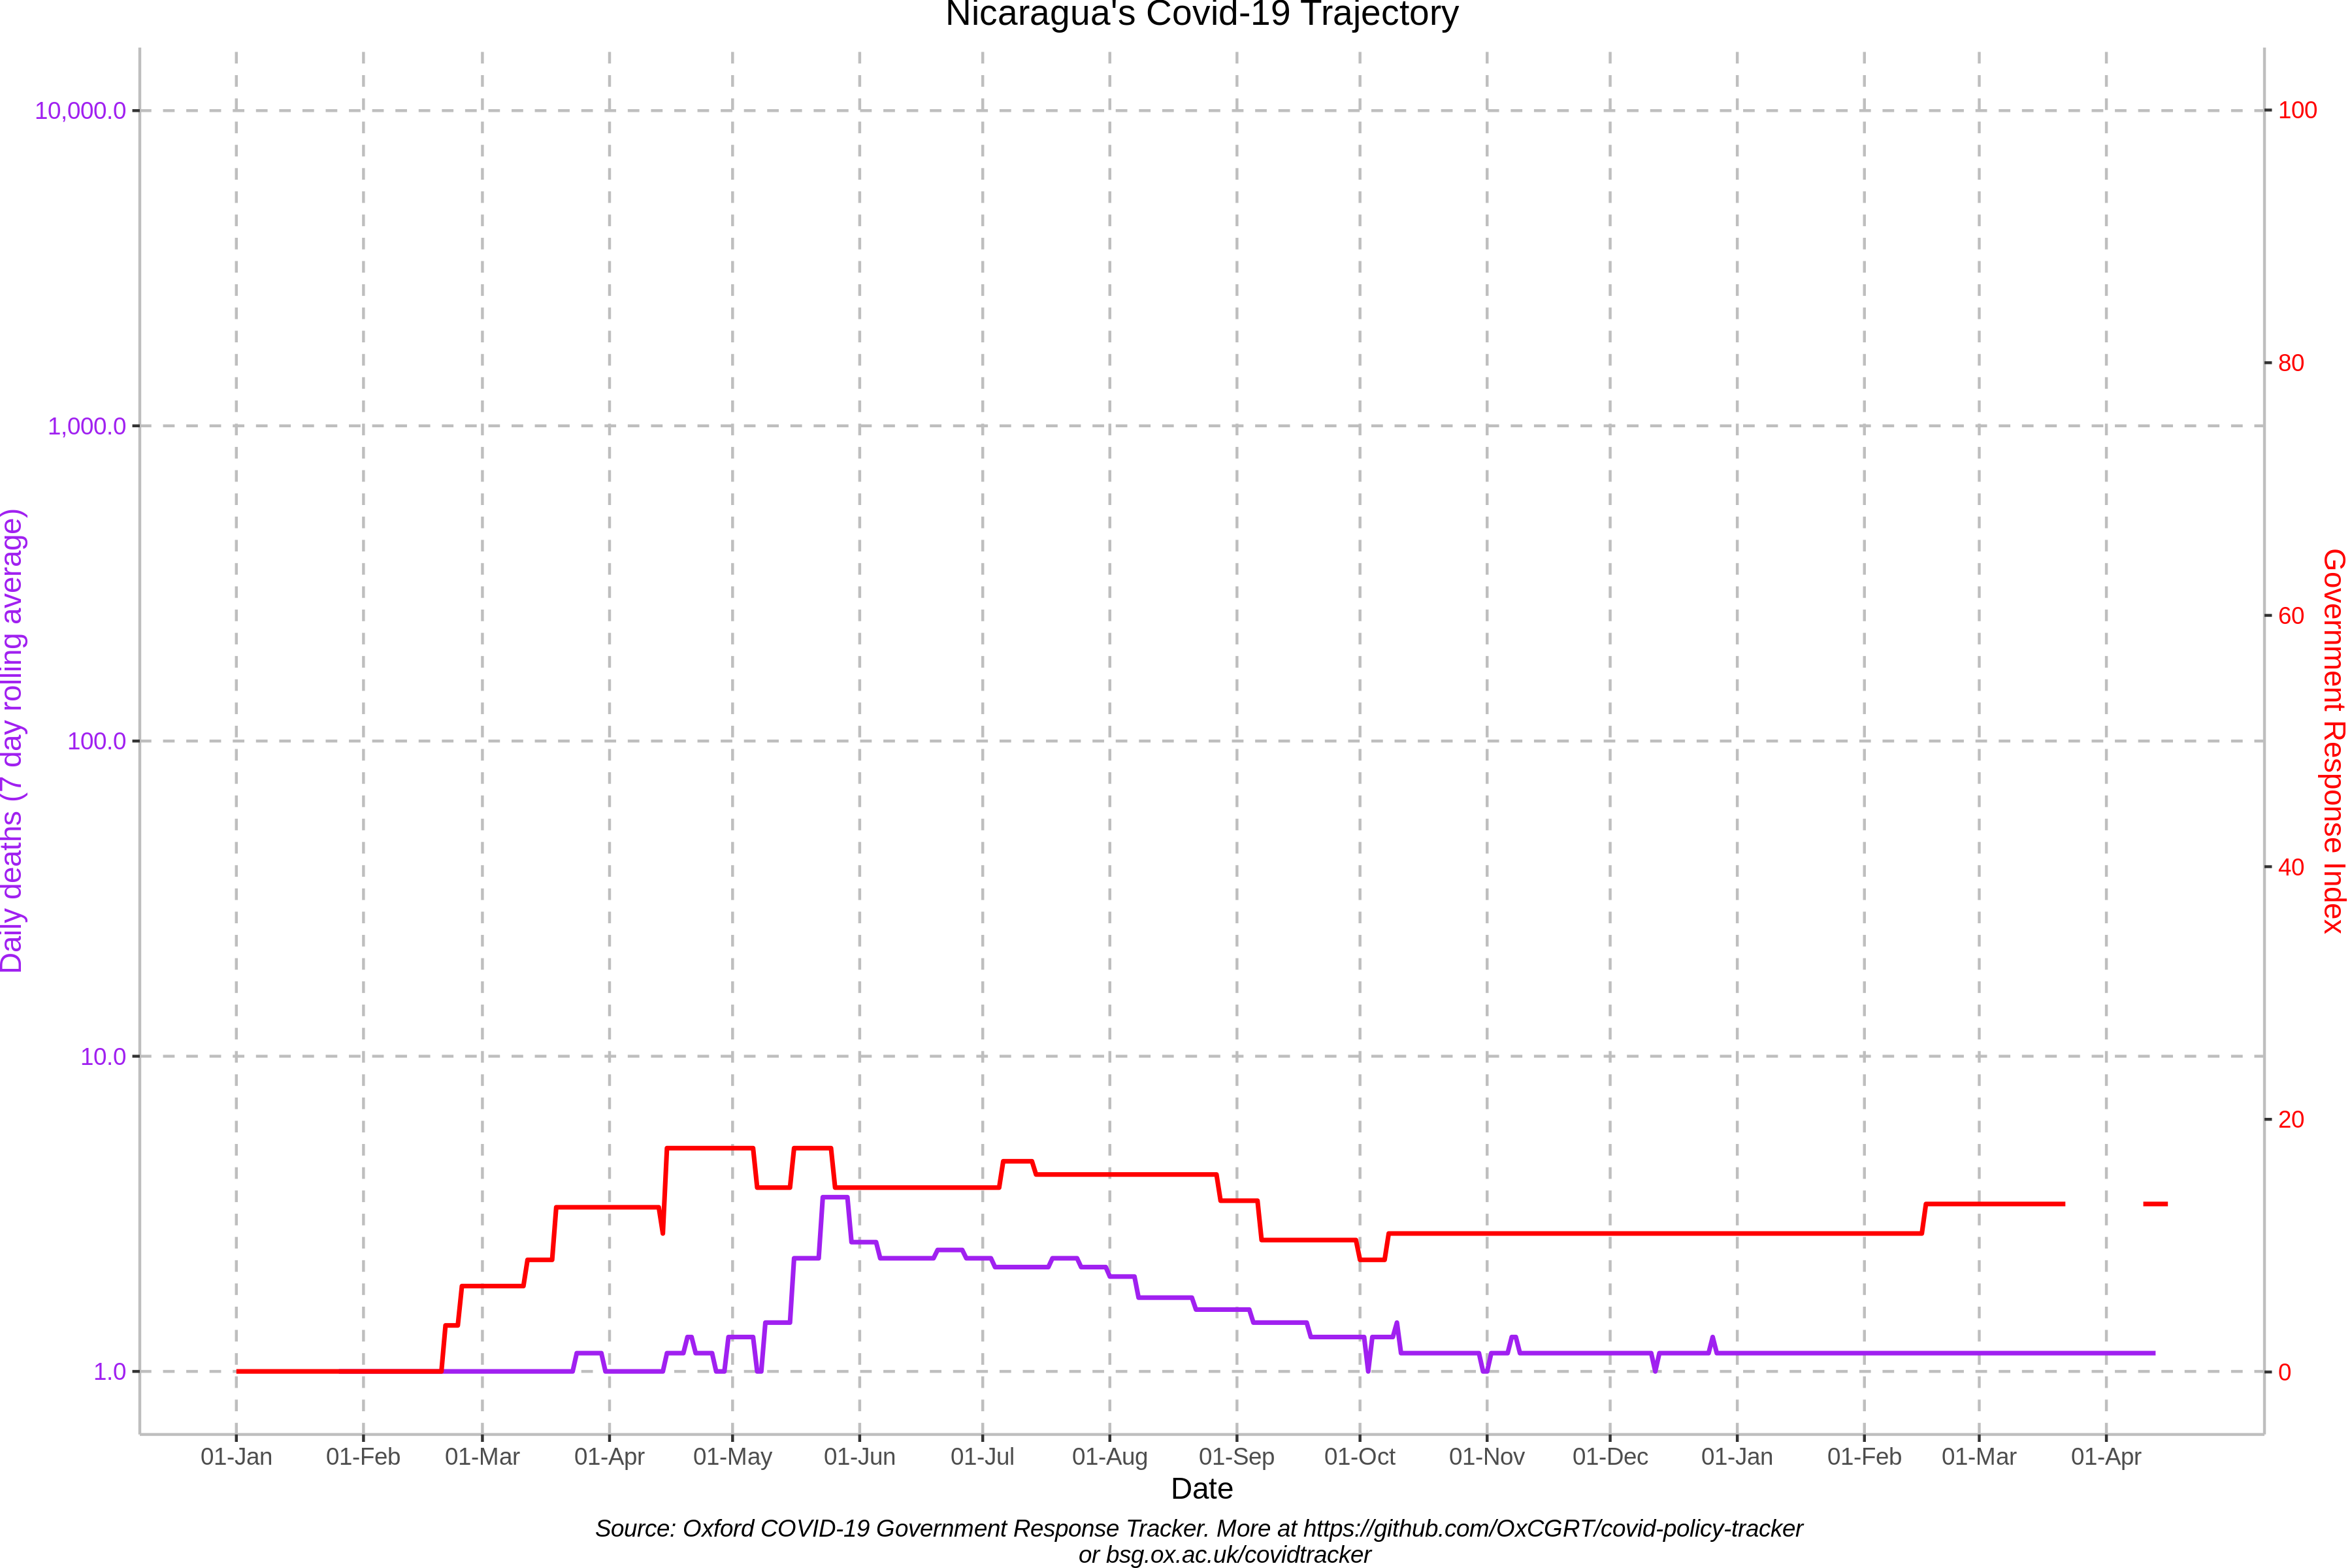 Nicaragua's Covid-19 Trajectory
10,000.0
1,000.0
100.0
10.0
1.0
Daily deaths (7 day rolling average)
100
80
60
40
20
0
Government Response Index
01-Jan 01-Feb 01-Mar 01-Apr 01-May 01-Jun 01-Jul 01-Aug 01-Sep 01-Oct 01-Nov 01-Dec 01-Jan 01-Feb 01-Mar 01-Apr
Date
Source: Oxford COVID-19 Government Response Tracker. More at https://github.com/OxCGRT/covid-policy-tracker
or bsg.ox.ac.uk/covidtracker